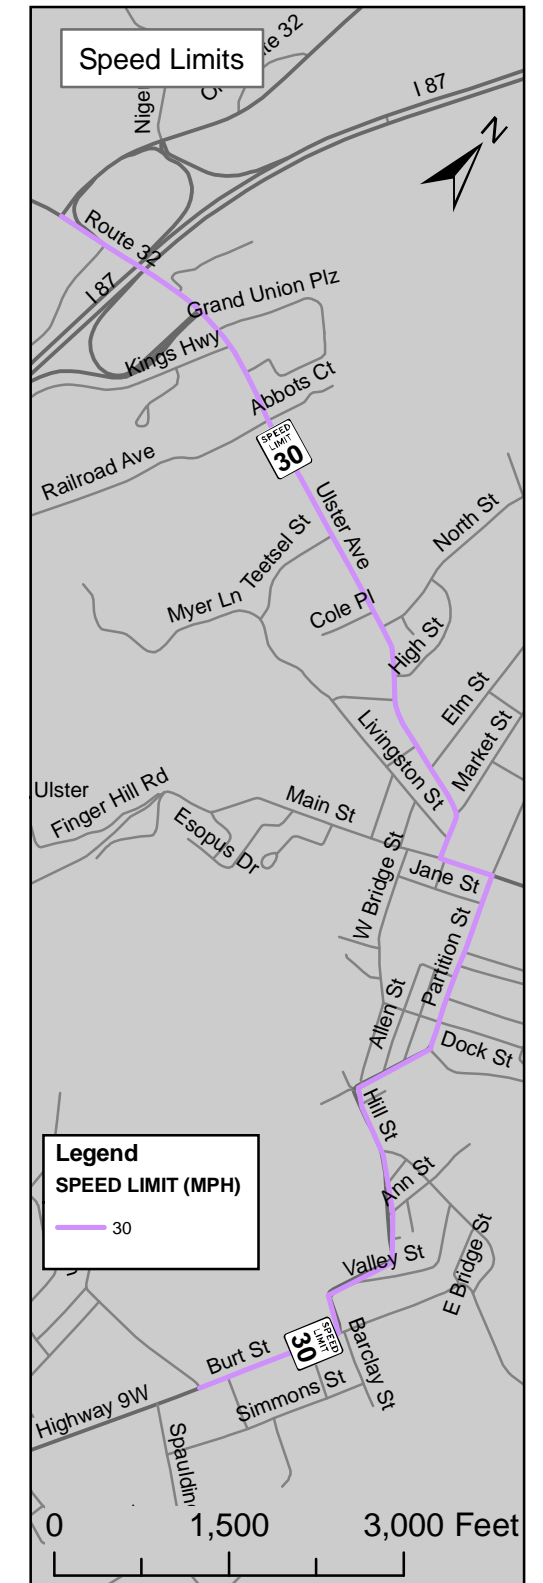 Speed Limits
te 32
I 87
N
Route 32
I 87
Grand Union Plz
Kings Hwy
Abbots Ct
SPEED
LIMIT
30
Railroad Ave
Ulster Ave
North St
Teetsel St
Myer Ln
Cole Pl
High St
Elm St
Market St
Livingston St
Ulster
Finger Hill Rd
Main St
Esopus Dr
W Bridge St
Jane St
Partition St
Allen St
Dock St
Hill St
Legend
SPEED LIMIT (MPH)
30
Ann St
Valley St
E Bridge St
SPEED
LIMIT
30
Barclay St
Burt St
Simmons St
Highway 9W
Spaulding
0 1,500 3,000 Feet